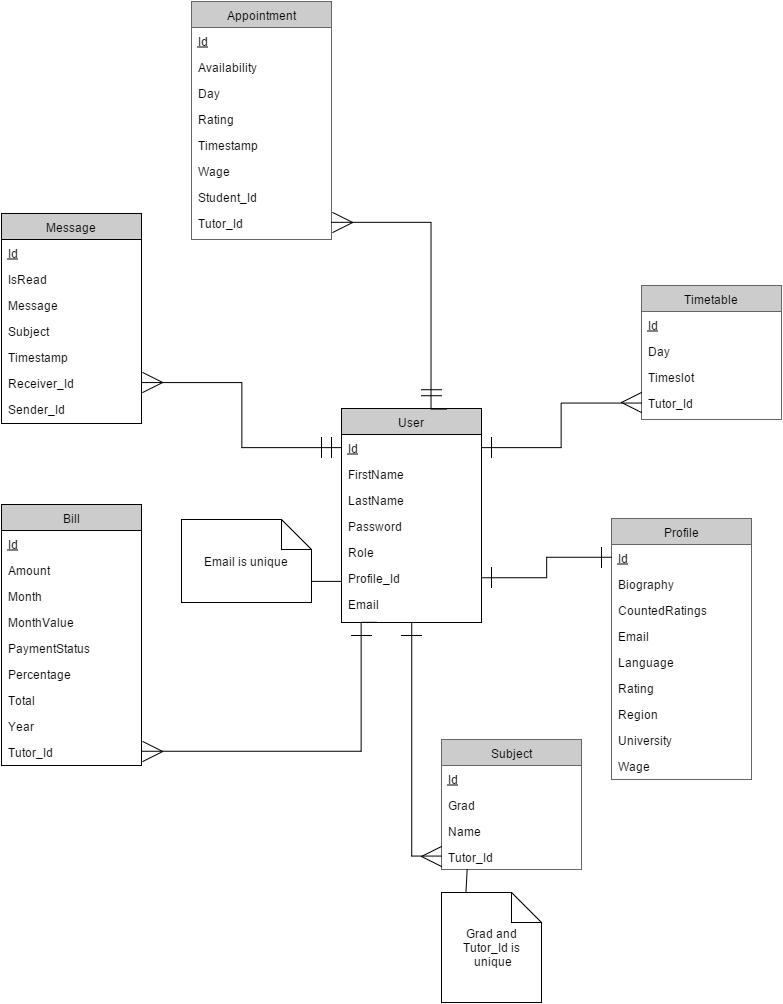 Appointment
Id
Availability
Day
Rating
Timestamp
Wage
Student_Id
Tutor_Id
Message
Id
IsRead
Message
Subject
Timestamp
Receiver_Id
Sender_Id
Timetable
Id
Day
Timeslot
Tutor_Id
User
Id
FirstName
LastName
Password
Role
Profile_Id
Email
Email is unique
Bill
Id
Amount
Month
MonthValue
PaymentStatus
Percentage
Total
Year
Tutor_Id
Profile
Id
Biography
CountedRatings
Email
Language
Rating
Region
University
Wage
Subject
Id
Grad
Name
Tutor_Id
Grad and
Tutor_Id is
unique